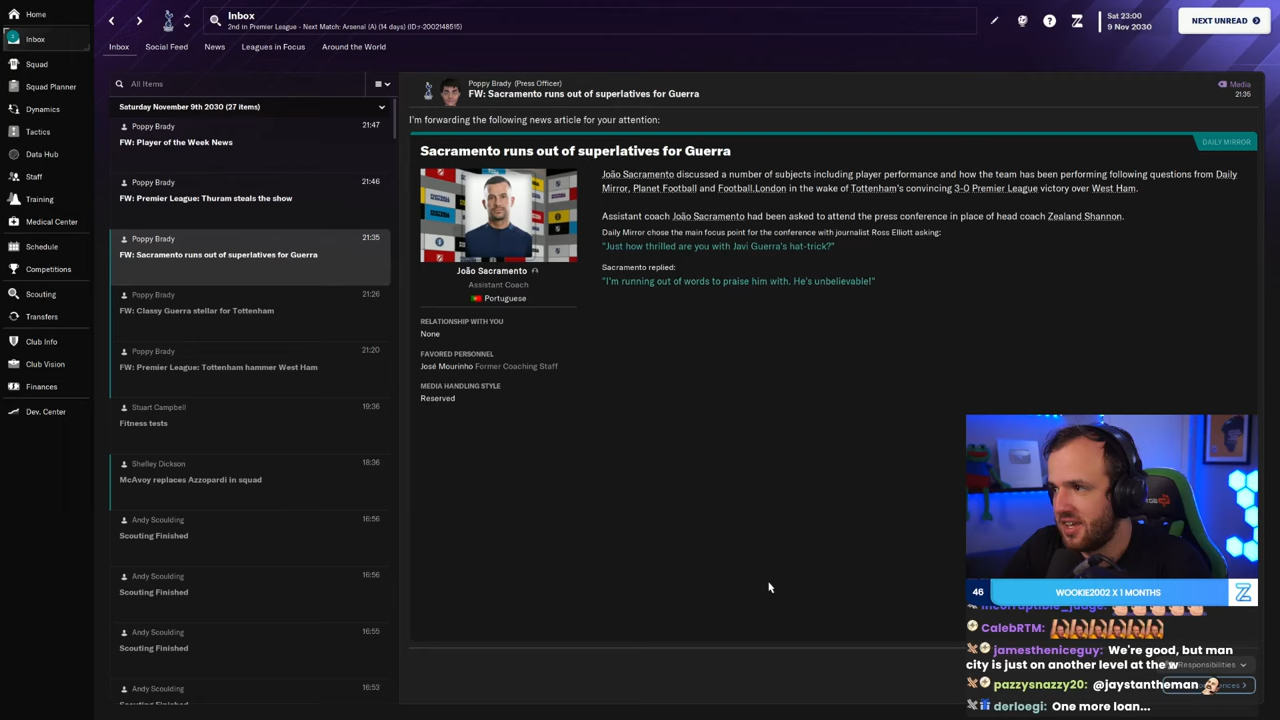 Home
Inbox
Squad
Squad Planner
Dynamics
Tactics
Data Hub
Staff
Training
Medical Center
Schedule
Competitions
Scouting
Transfers
Club Info
Club Vision
Finances
Dev. Center
Inbox
2nd in Premier League - Next Match: Arsenal (A) (14 days) (ID:r-2002148515)
Sat 23:00
9 Nov 2030
NEXT UNREAD
Inbox
Social Feed
News
Leagues in Focus
Around the World
All Items
Saturday November 9th 2030 (27 items)
Poppy Brady 21:47
FW: Player of the Week News
Poppy Brady 21:46
FW: Premier League: Thuram steals the show
Poppy Brady 21:35
FW: Sacramento runs out of superlatives for Guerra
Poppy Brady 21:26
FW: Classy Guerra stellar for Tottenham
Poppy Brady 21:20
FW: Premier League: Tottenham hammer West Ham
Stuart Campbell 19:36
Fitness tests
Shelley Dickson 18:36
McAvoy replaces Azzopardi in squad
Andy Scoulding 16:56
Scouting Finished
Andy Scoulding 16:56
Scouting Finished
Andy Scoulding 16:55
Scouting Finished
Andy Scoulding 16:53
Poppy Brady (Press Officer)
FW: Sacramento runs out of superlatives for Guerra
Media
21:35
I'm forwarding the following news article for your attention:
DAILY MIRROR
Sacramento runs out of superlatives for Guerra
João Sacramento
Assistant Coach
Portuguese
RELATIONSHIP WITH YOU
None
FAVORED PERSONNEL
José Mourinho Former Coaching Staff
MEDIA HANDLING STYLE
Reserved
João Sacramento discussed a number of subjects including player performance and how the team has been performing following questions from Daily
Mirror, Planet Football and Football.London in the wake of Tottenham's convincing 3-0 Premier League victory over West Ham.
Assistant coach João Sacramento had been asked to attend the press conference in place of head coach Zealand Shannon.
Daily Mirror chose the main focus point for the conference with journalist Ross Elliott asking:
"Just how thrilled are you with Javi Guerra's hat-trick?"
Sacramento replied:
"I'm running out of words to praise him with. He's unbelievable!"
46
WOOKIE2002 X 1 MONTHS
CalebRTM:
jamestheniceguy: We're good, but man
city is just on another level at the
Responsibilities
pazzysnazzy20: @jaystantheman
derloegi: One more loan...